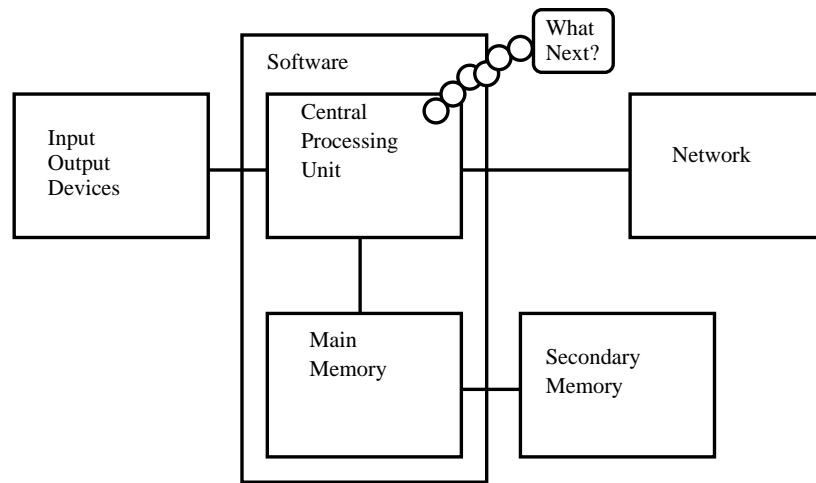 What
Next?
Software
Input
Output
Devices
Central
Processing
Unit
Network
Main
Memory
Secondary
Memory